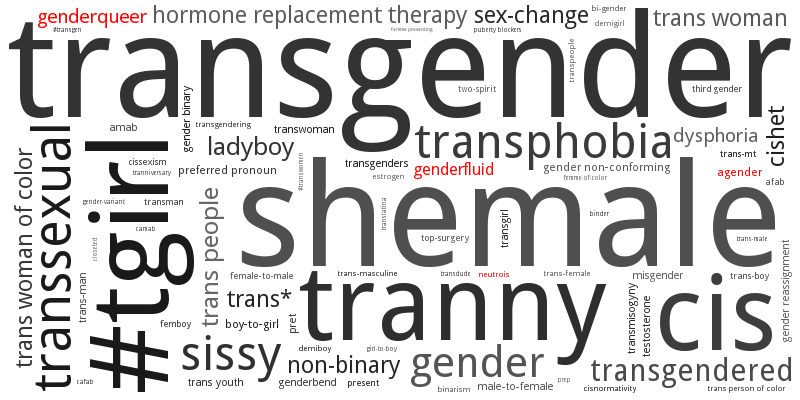 genderqueer
hormone replacement therapy
sex-change
bi-gender
demigirl
trans woman
#transgen
femme presenting
puberty blockers
transgender
transpeople
two-spirit
third gender
gender binary
amab
transgendering
transwoman
ladyboy
transphobia
dysphoria
cishet
transsexual
#tgirl
cissexism
tranniversary
preferred pronoun
transgenders
estrogen
genderfluid
gender non-conforming
femme-of-color
trans-mt
agender
afab
trans woman of color
gender-variant
transman
camab
closeted
trans people
#transwomen
shemale
translatina
top-surgery
transgirl
binder
trans-male
female-to-male
trans-masculine
transdude
neutrois
trans-female
misgender
trans-boy
gender reassignment
trans-man
femboy
trans*
boy-to-girl
pret
tranny
transmisogyny
testosterone
cis
sissy
demiboy
girl-to-boy
non-binary
gender
transgendered
trans youth
genderbend
present
binarism
male-to-female
pmp
cisnormativity
trans person of color
cafab